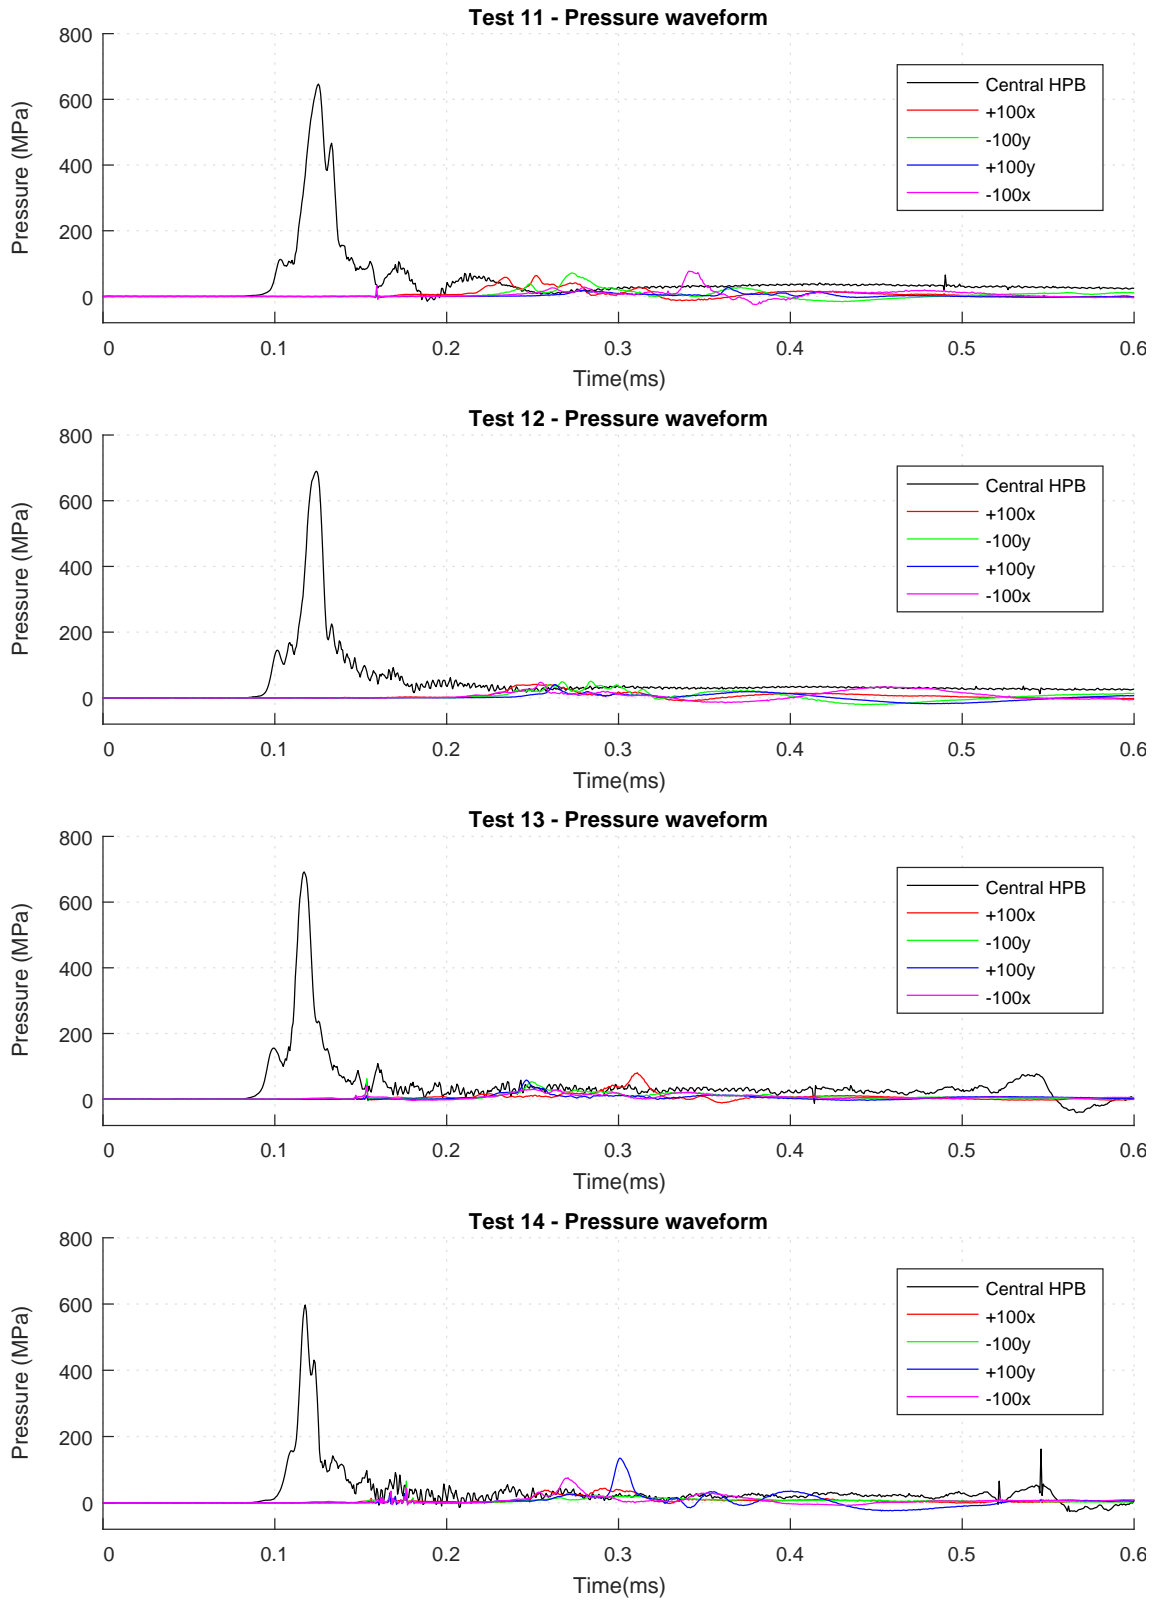 Test 11 - Pressure waveform
800
600
400
200
0
Pressure (MPa)
Central HPB
+100x
-100y
+100y
-100x
0 0.1 0.2 0.3 0.4 0.5 0.6
Time(ms)
Test 12 - Pressure waveform
800
600
400
200
0
Pressure (MPa)
Central HPB
+100x
-100y
+100y
-100x
0 0.1 0.2 0.3 0.4 0.5 0.6
Time(ms)
Test 13 - Pressure waveform
800
600
400
200
0
Pressure (MPa)
Central HPB
+100x
-100y
+100y
-100x
0 0.1 0.2 0.3 0.4 0.5 0.6
Time(ms)
Test 14 - Pressure waveform
800
600
400
200
0
Pressure (MPa)
Central HPB
+100x
-100y
+100y
-100x
0 0.1 0.2 0.3 0.4 0.5 0.6
Time(ms)